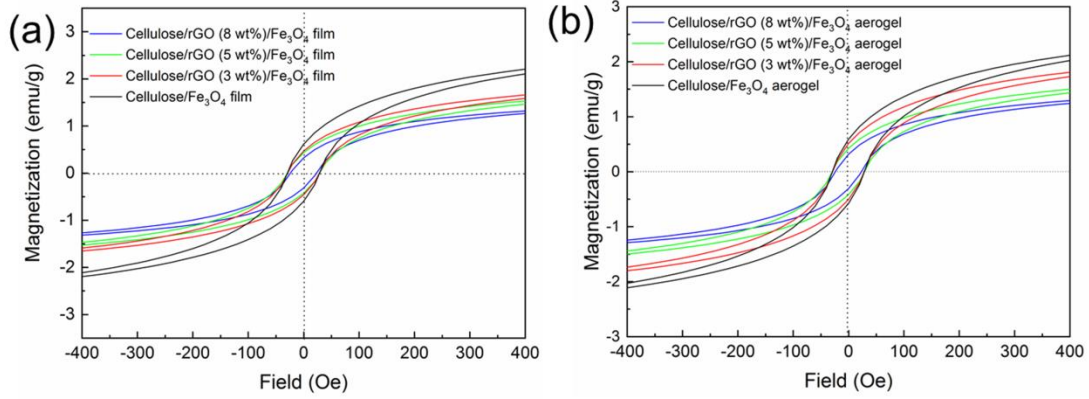 (a)
Cellulose/rGO (8 wt%)/Fe₃O₄ film
Cellulose/rGO (5 wt%)/Fe₃O₄ film
Cellulose/rGO (3 wt%)/Fe₃O₄ film
Cellulose/Fe₃O₄ film
Magnetization (emu/g)
3
2
1
0
-1
-2
-3
-400 -300 -200 -100 0 100 200 300 400
Field (Oe)
(b)
Cellulose/rGO (8 wt%)/Fe₃O₄ aerogel
Cellulose/rGO (5 wt%)/Fe₃O₄ aerogel
Cellulose/rGO (3 wt%)/Fe₃O₄ aerogel
Cellulose/Fe₃O₄ aerogel
Magnetization (emu/g)
3
2
1
0
-1
-2
-3
-400 -300 -200 -100 0 100 200 300 400
Field (Oe)